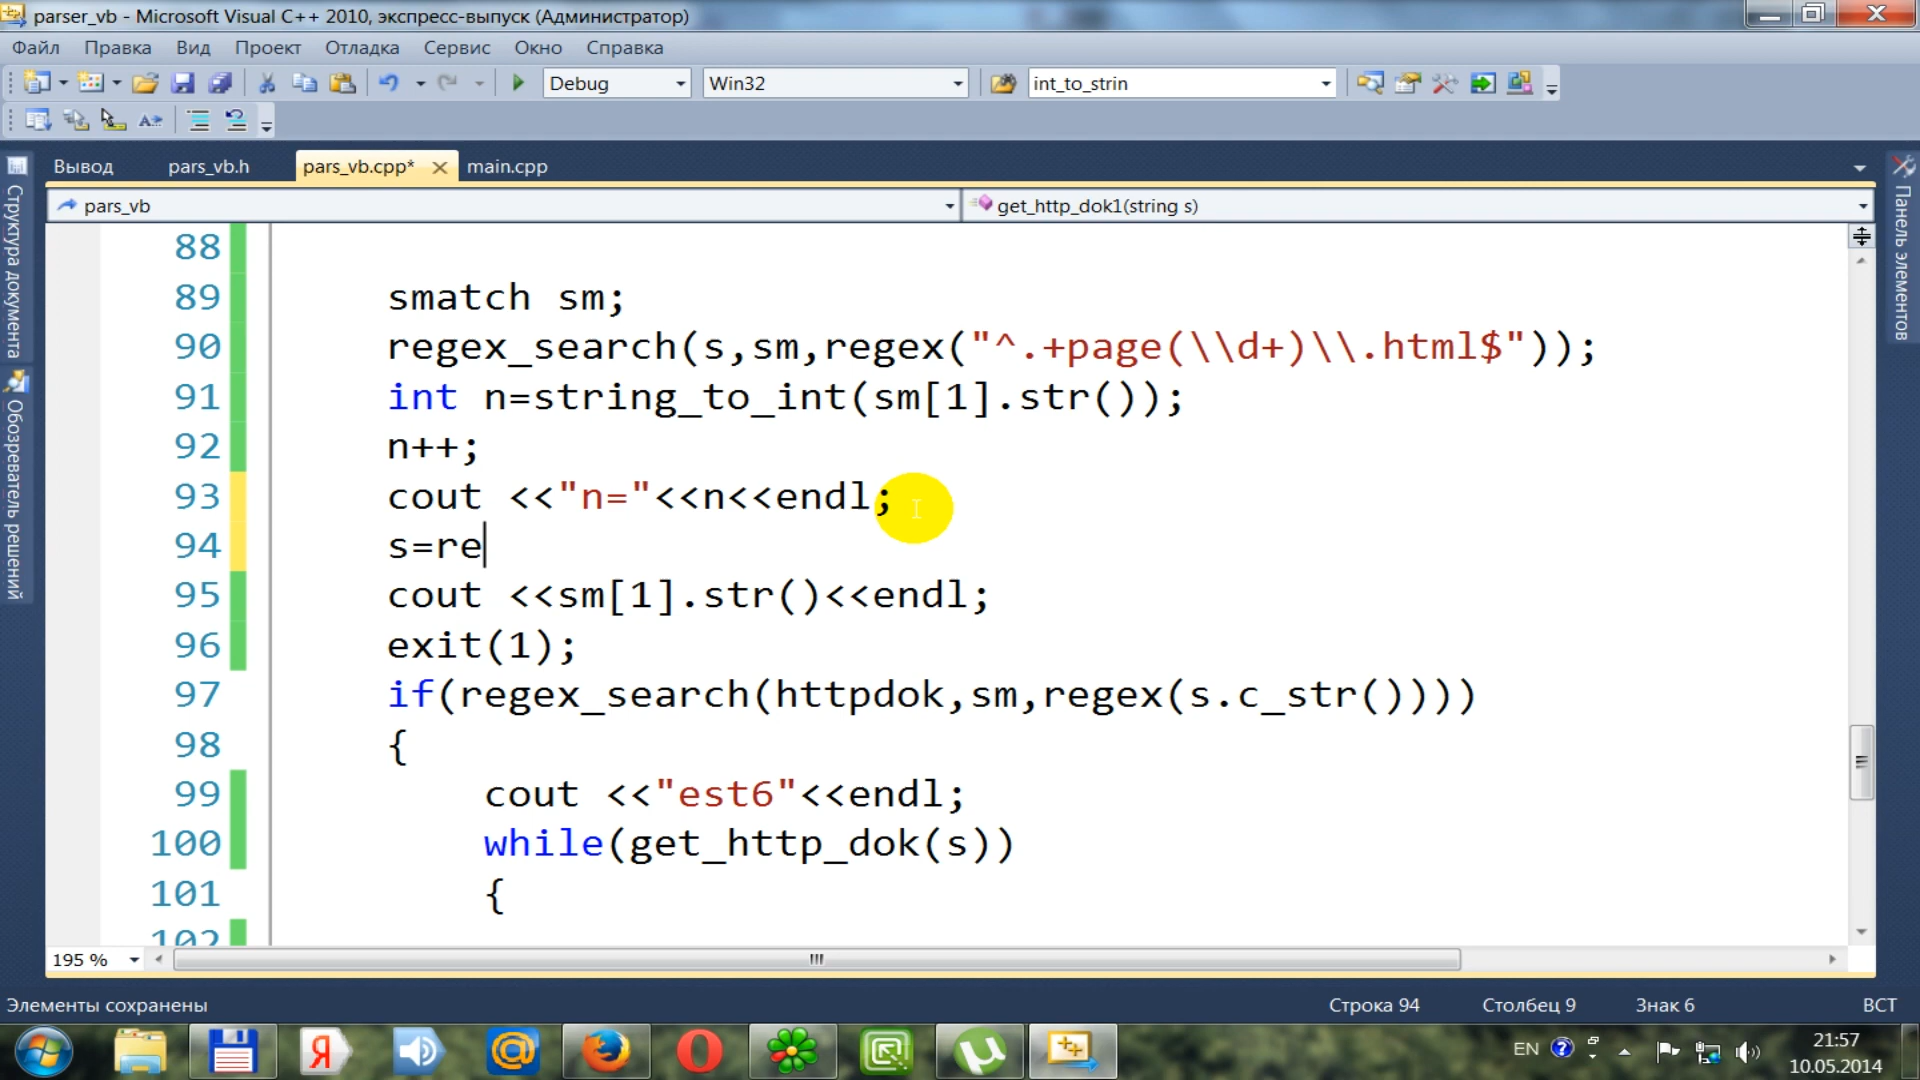 parser_vb - Microsoft Visual C++ 2010, экспресс-выпуск (Администратор)
Файл Правка Вид Проект Отладка Сервис Окно Справка
Debug Win32 int_to_strin
Вывод pars_vb.h pars_vb.cpp* main.cpp
pars_vb get_http_dok1(string s)
Структура документа
Обозреватель решений
Панель элементов
88
89 smatch sm;
90 regex_search(s,sm,regex("^.+page(\\d+)\\.html$"));
91 int n=string_to_int(sm[1].str());
92 n++;
93 cout <<"n="<<n<<endl;
94 s=re
95 cout <<sm[1].str()<<endl;
96 exit(1);
97 if(regex_search(httpdok,sm,regex(s.c_str())))
98 {
99 cout <<"est6"<<endl;
100 while(get_http_dok(s))
101 {
102
195 %
Элементы сохранены Строка 94 Столбец 9 Знак 6 ВСТ
EN 21:57
10.05.2014